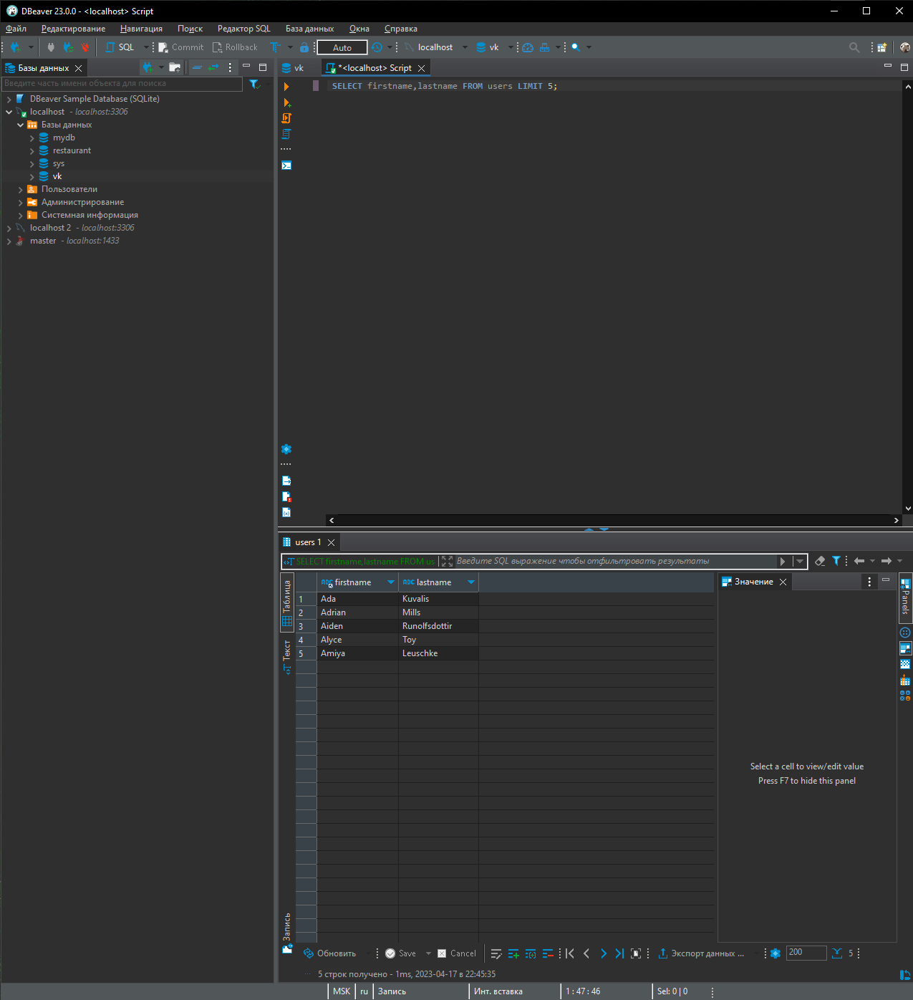 DBeaver 23.0.0 - <localhost> Script
Файл Редактирование Навигация Поиск Редактор SQL База данных Окна Справка
SQL Commit Rollback Auto localhost vk
Базы данных
Введите часть имени объекта для поиска
DBeaver Sample Database (SQLite)
localhost - localhost:3306
Базы данных
mydb
restaurant
sys
vk
Пользователи
Администрирование
Системная информация
localhost 2 - localhost:3306
master - localhost:1433
vk *<localhost> Script
SELECT firstname,lastname FROM users LIMIT 5;
users 1
SELECT firstname,lastname FROM us Введите SQL выражение чтобы отфильтровать результаты
Таблица
Текст
Запись
firstname lastname
1 Ada Kuvalis
2 Adrian Mills
3 Aiden Runolfsdottir
4 Alyce Toy
5 Amiya Leuschke
Значение
Select a cell to view/edit value
Press F7 to hide this panel
Panels
Обновить Save Cancel Экспорт данных ... 200 5
5 строк получено - 1ms, 2023-04-17 в 22:45:35
MSK ru Запись Инт. вставка 1 : 47 : 46 Sel: 0 | 0